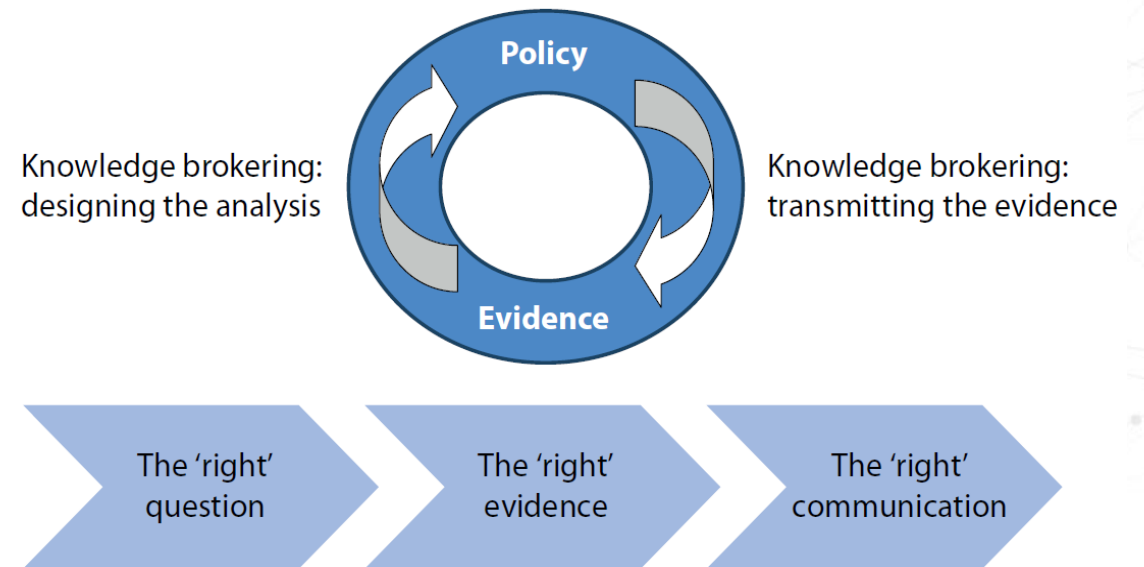 Policy
Knowledge brokering:
designing the analysis
Knowledge brokering:
transmitting the evidence
Evidence
The ‘right’
question
The ‘right’
evidence
The ‘right’
communication